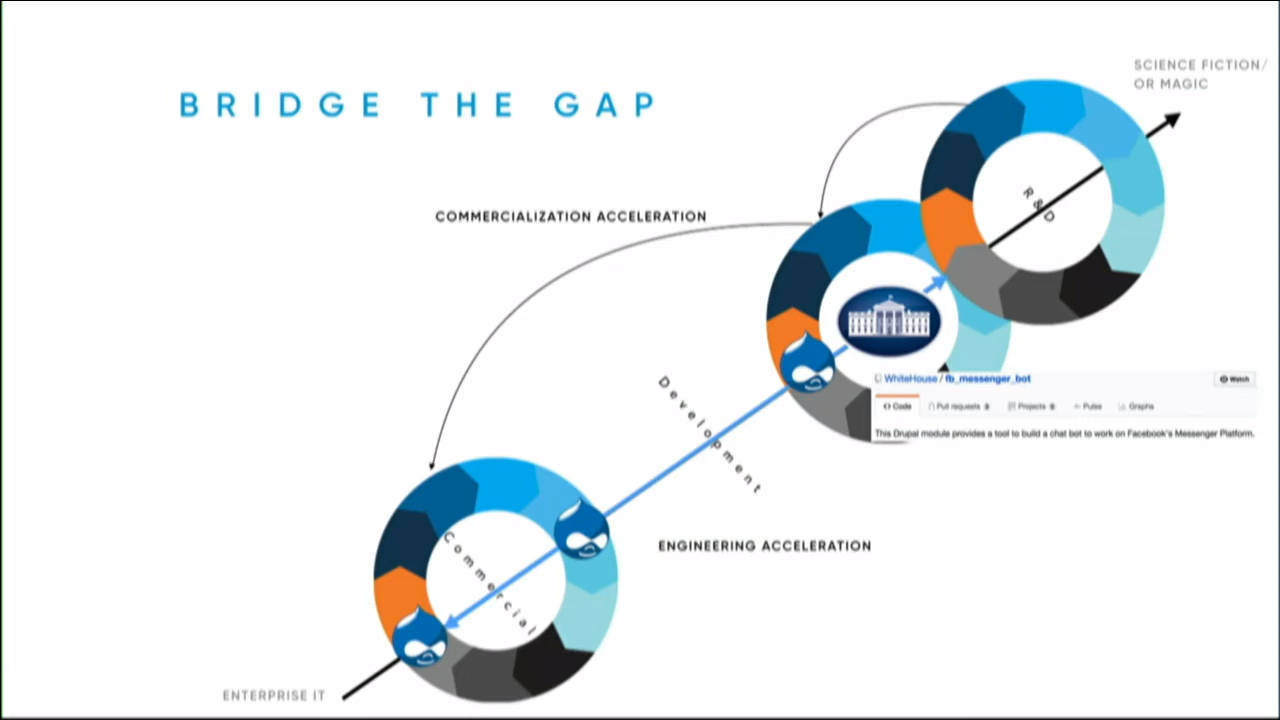 SCIENCE FICTION/
OR MAGIC
BRIDGE THE GAP
R&D
COMMERCIALIZATION ACCELERATION
WhiteHouse / fb_messenger_bot
Watch
Code
Pull requests 3
Projects 0
Pulse
Graphs
This Drupal module provides a tool to build a chat bot to work on Facebook's Messenger Platform.
Development
ENGINEERING ACCELERATION
Commercial
ENTERPRISE IT